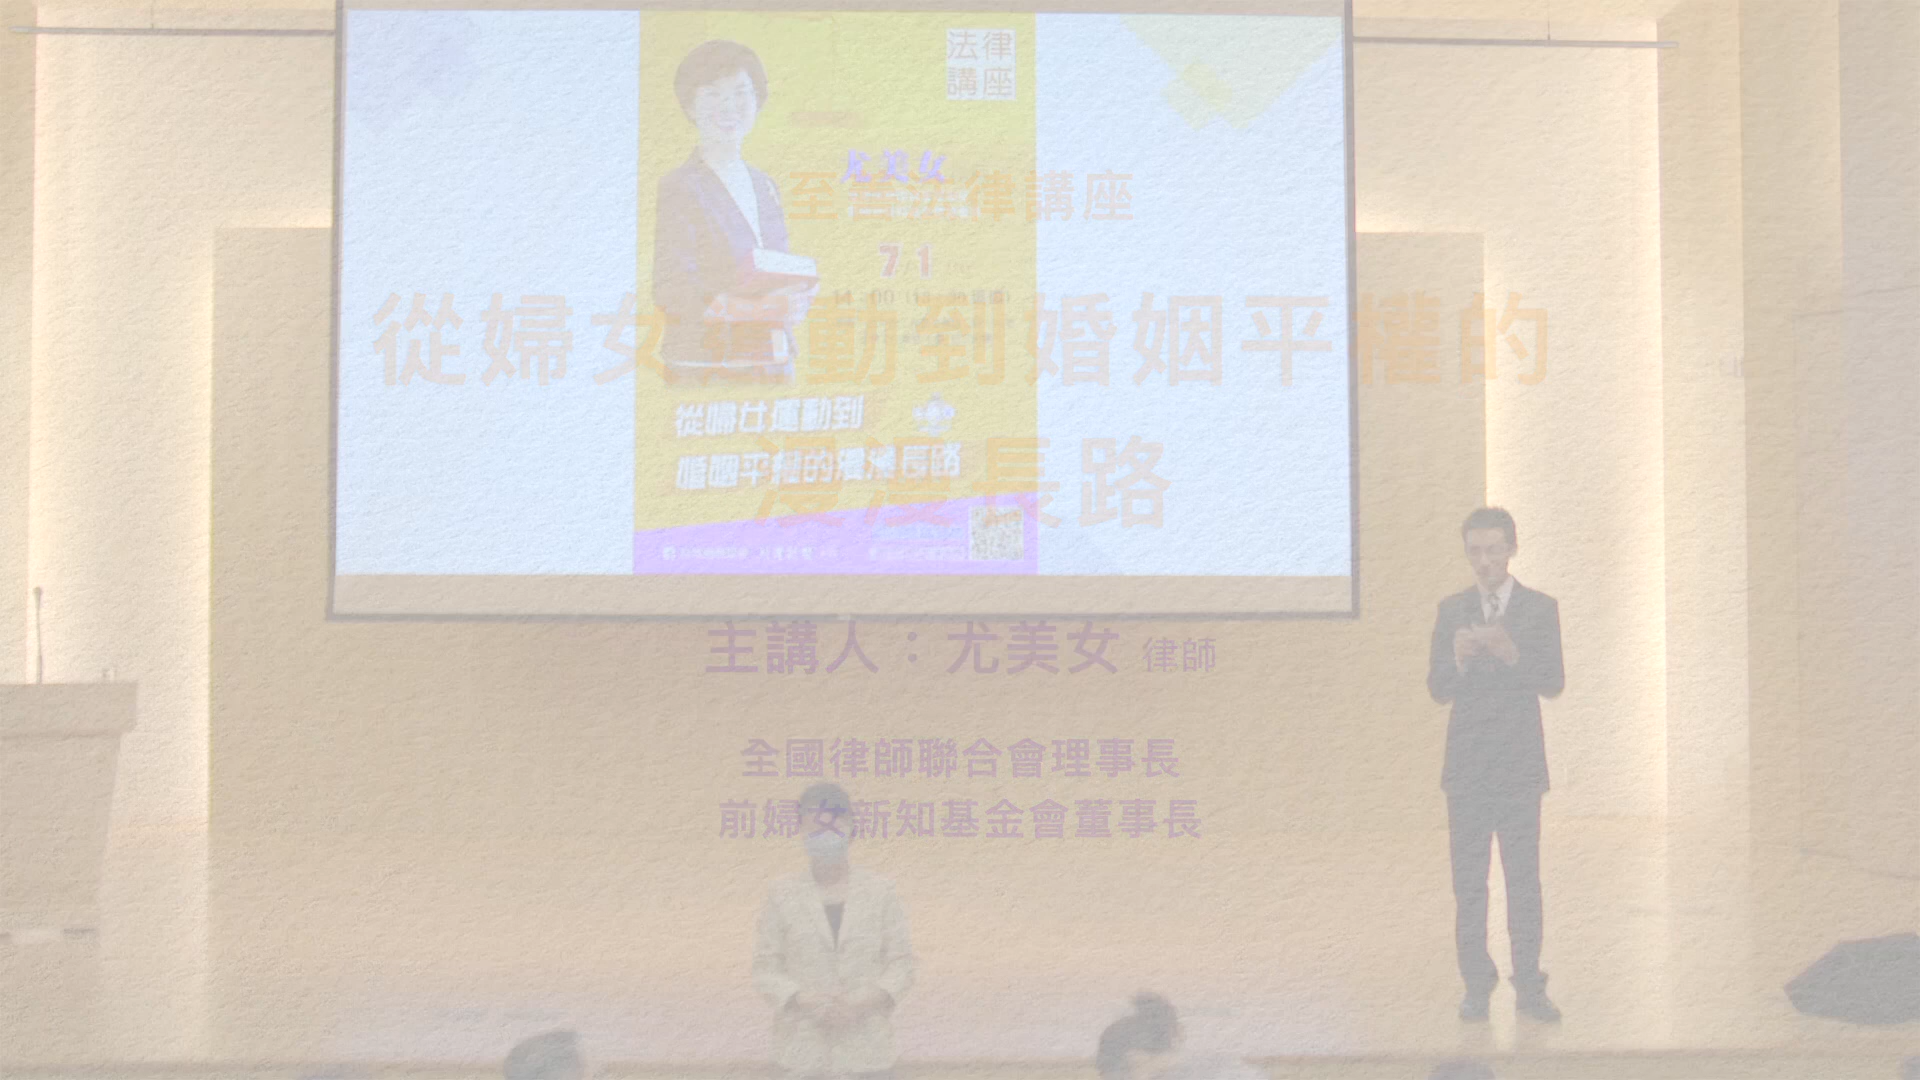 法律
講座
尤美女
7/1
至善法律講座
從婦女運動到婚姻平權的
漫漫長路
從婦女運動到
婚姻平權的漫漫長路
主講人：尤美女 律師
全國律師聯合會理事長
前婦女新知基金會董事長